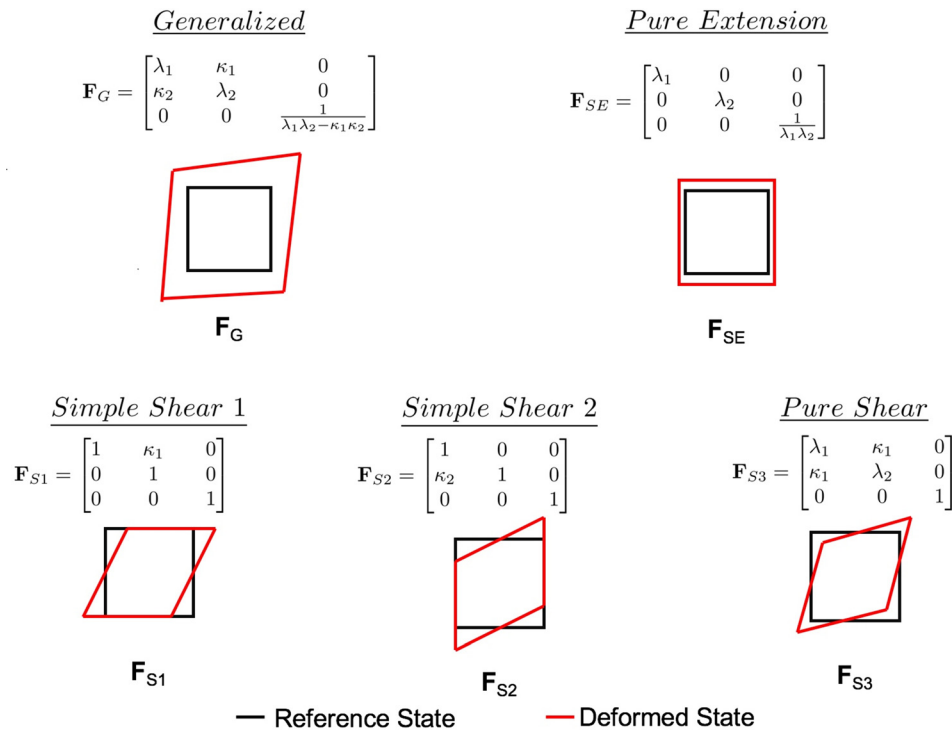 Generalized
Pure Extension
F_G = [λ₁ κ₁ 0; κ₂ λ₂ 0; 0 0 1/(λ₁λ₂−κ₁κ₂)]
F_SE = [λ₁ 0 0; 0 λ₂ 0; 0 0 1/(λ₁λ₂)]
F_G
F_SE
Simple Shear 1
Simple Shear 2
Pure Shear
F_S1 = [1 κ₁ 0; 0 1 0; 0 0 1]
F_S2 = [1 0 0; κ₂ 1 0; 0 0 1]
F_S3 = [λ₁ κ₁ 0; κ₁ λ₂ 0; 0 0 1]
F_S1
F_S2
F_S3
Reference State
Deformed State